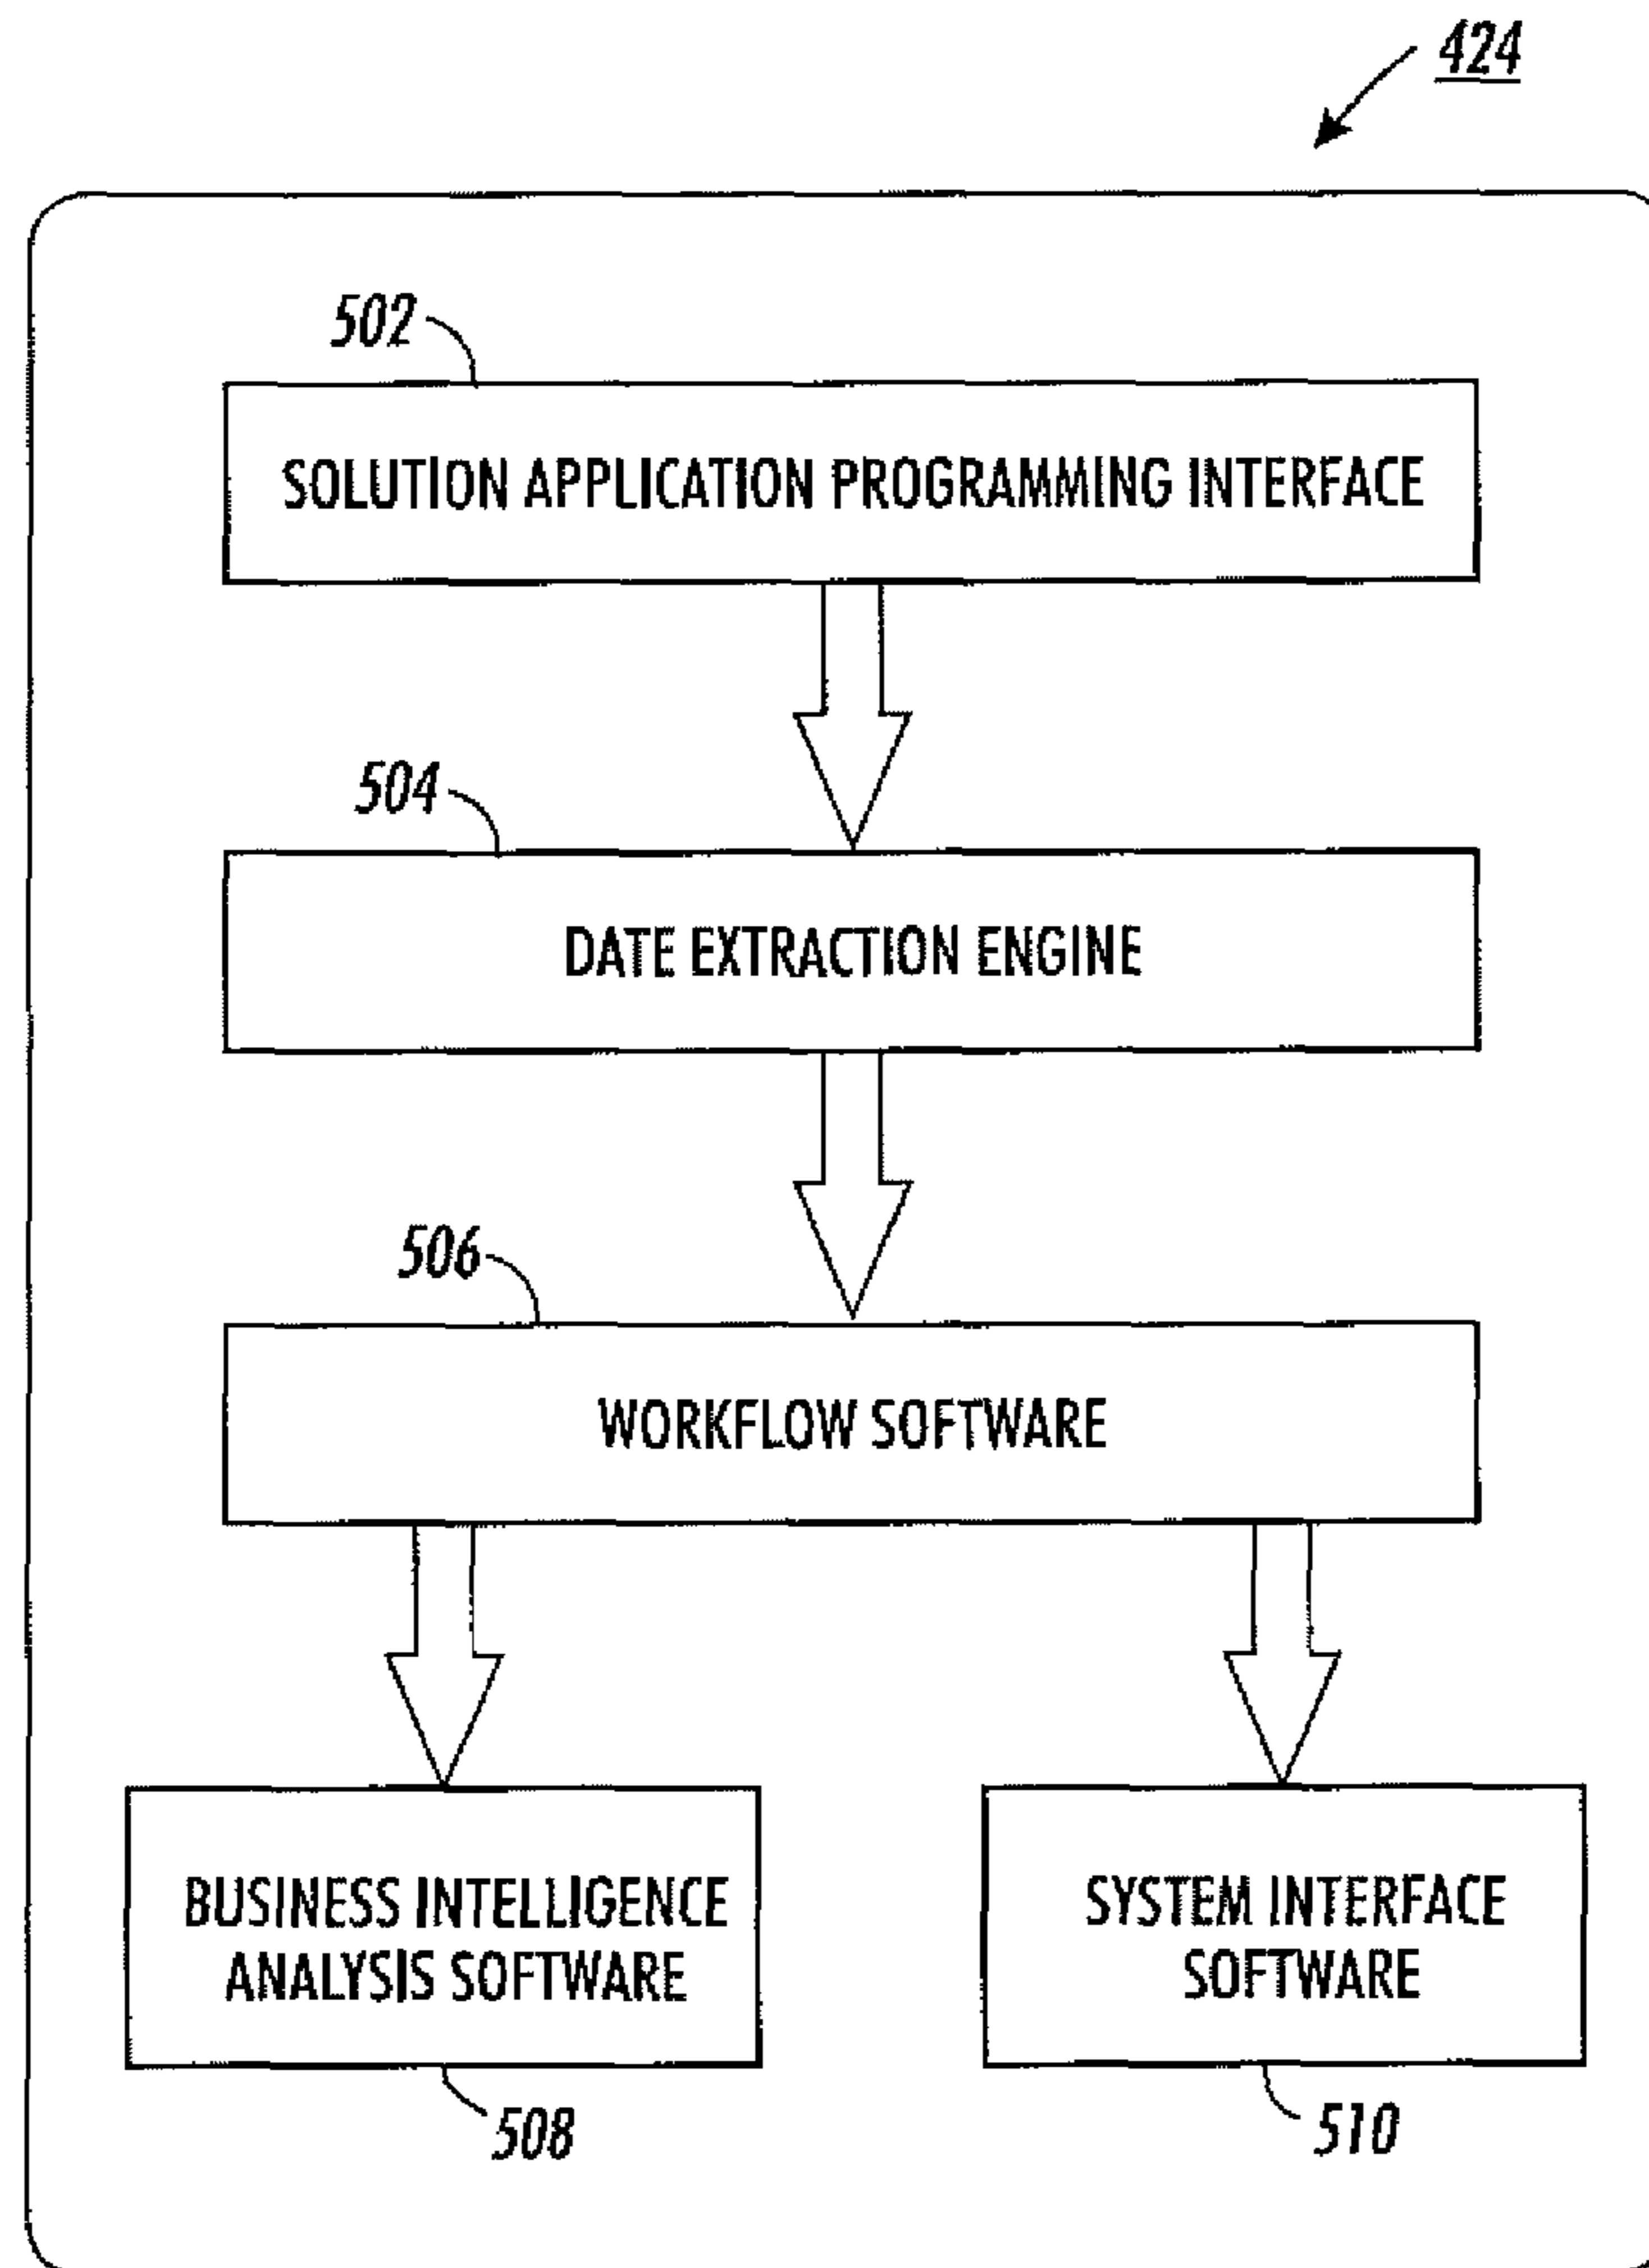 424
502
SOLUTION APPLICATION PROGRAMMING INTERFACE
504
DATE EXTRACTION ENGINE
506
WORKFLOW SOFTWARE
BUSINESS INTELLIGENCE
ANALYSIS SOFTWARE
508
SYSTEM INTERFACE
SOFTWARE
510